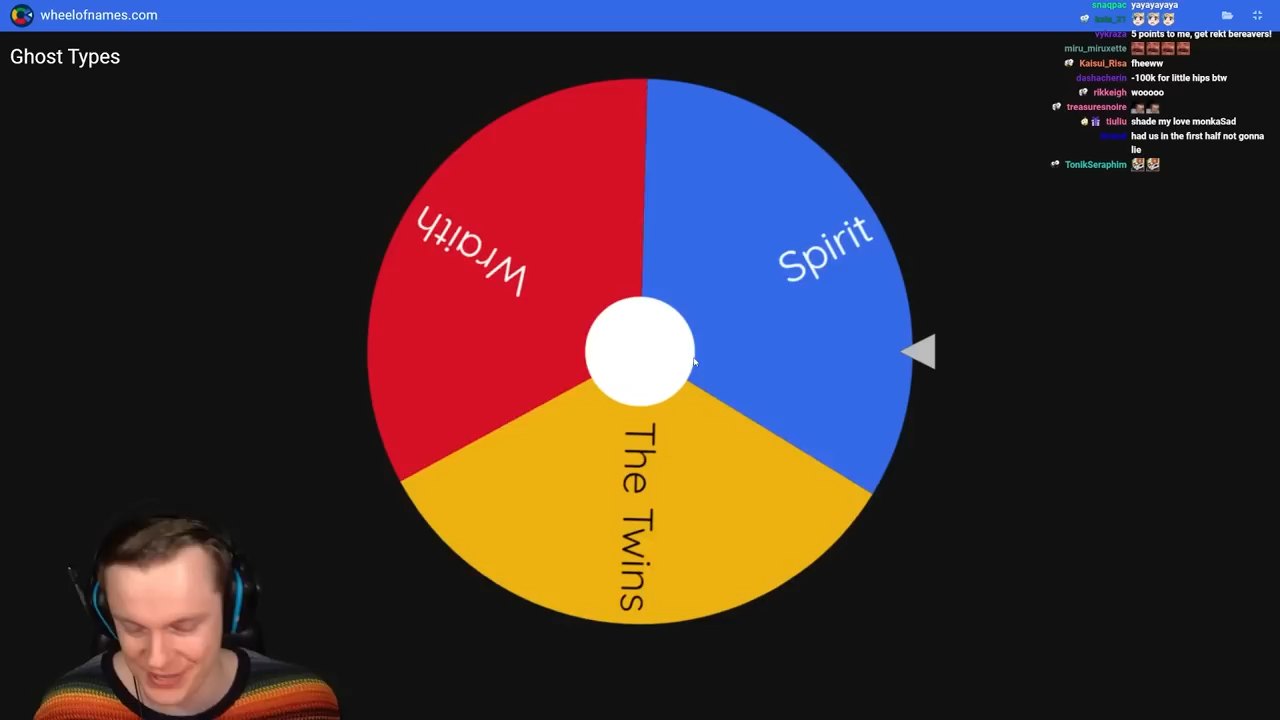 wheelofnames.com
Ghost Types
Wraith
Spirit
The Twins
snaqpac yayayayaya
vykraza 5 points to me, get rekt bereavers!
miru_miruxette
Kaisui_Risa fheeww
dashacherin -100k for little hips btw
rikkeigh wooooo
treasuresnoire
tiuliu shade my love monkaSad
had us in the first half not gonna
lie
TonikSeraphim